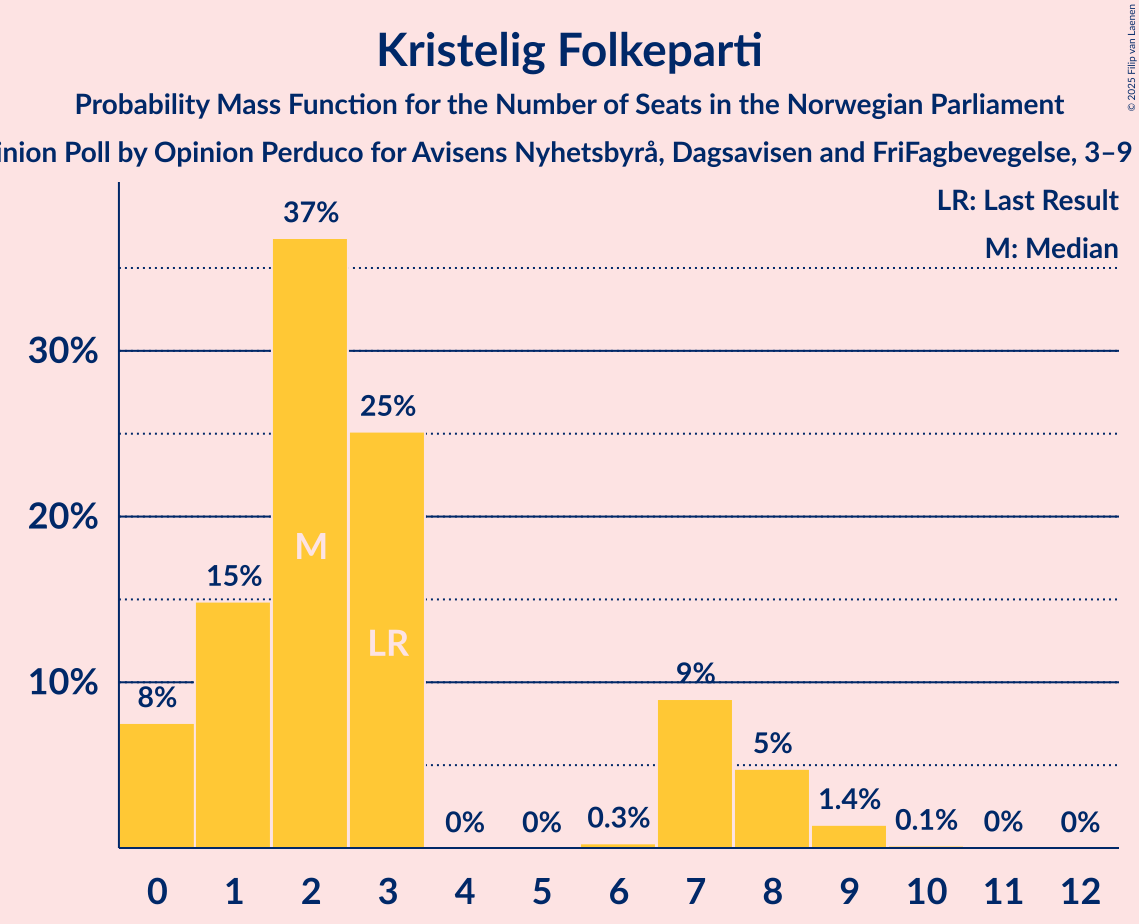 Kristelig Folkeparti
Probability Mass Function for the Number of Seats in the Norwegian Parliament
Poll by Opinion Perduco for Avisens Nyhetsbyrå, Dagsavisen and FriFagbevegelse, 3–9
© 2025 Filip van Laenen
LR: Last Result
M: Median
37%
30%
25%
20%
M
15%
LR
10%
9%
8%
5%
1.4%
0% 0% 0.3% 0.1% 0% 0%
0 1 2 3 4 5 6 7 8 9 10 11 12